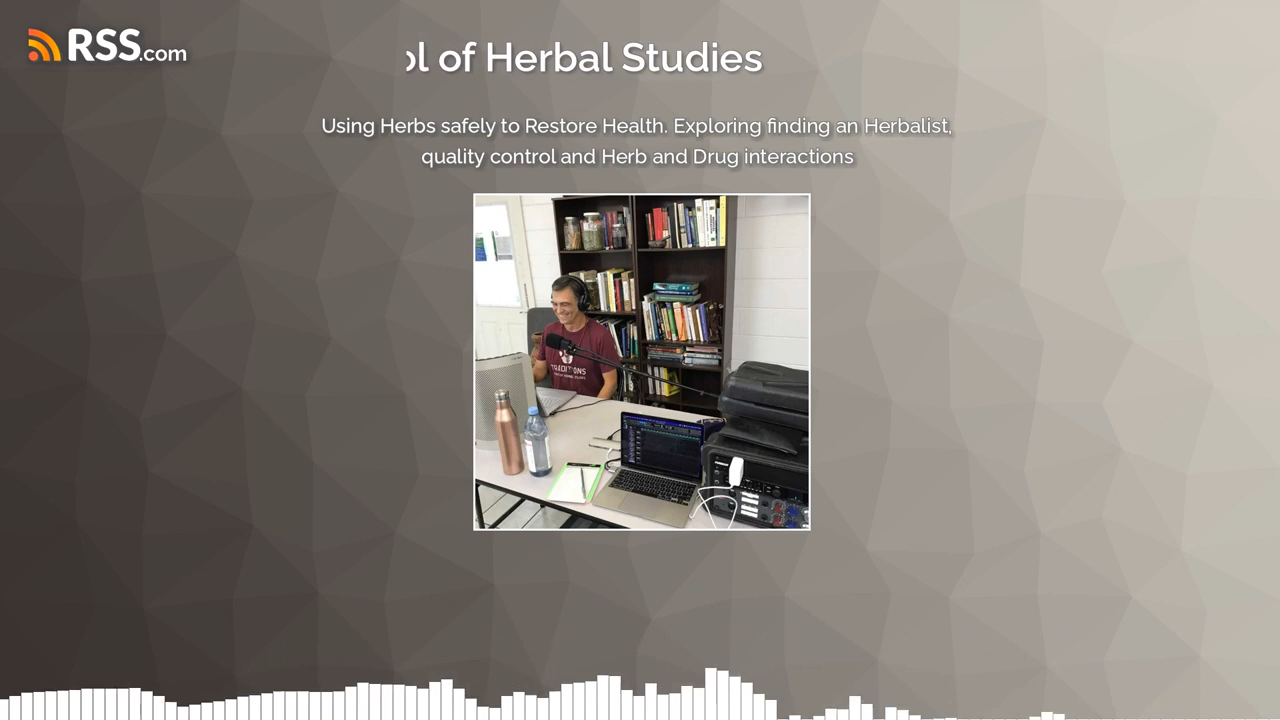 RSS.com
of Herbal Studies
Using Herbs safely to Restore Health. Exploring finding an Herbalist,
quality control and Herb and Drug interactions
TRADITIONS